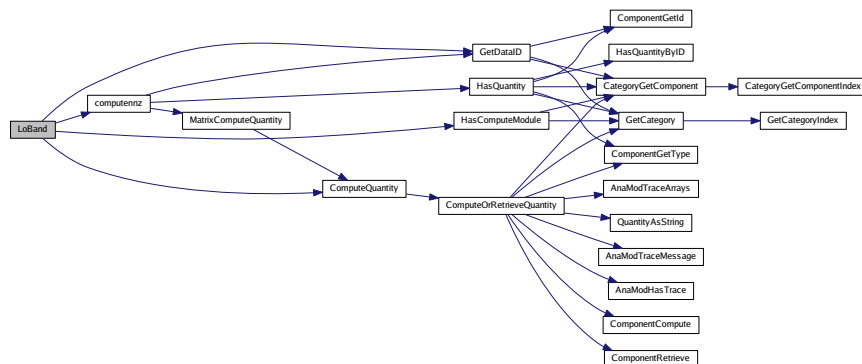 LoBand
computennz
MatrixComputeQuantity
ComputeQuantity
GetDataID
HasQuantity
HasComputeModule
ComputeOrRetrieveQuantity
ComponentGetId
HasQuantityByID
CategoryGetComponent
GetCategory
ComponentGetType
AnaModTraceArrays
QuantityAsString
AnaModTraceMessage
AnaModHasTrace
ComponentCompute
ComponentRetrieve
CategoryGetComponentIndex
GetCategoryIndex